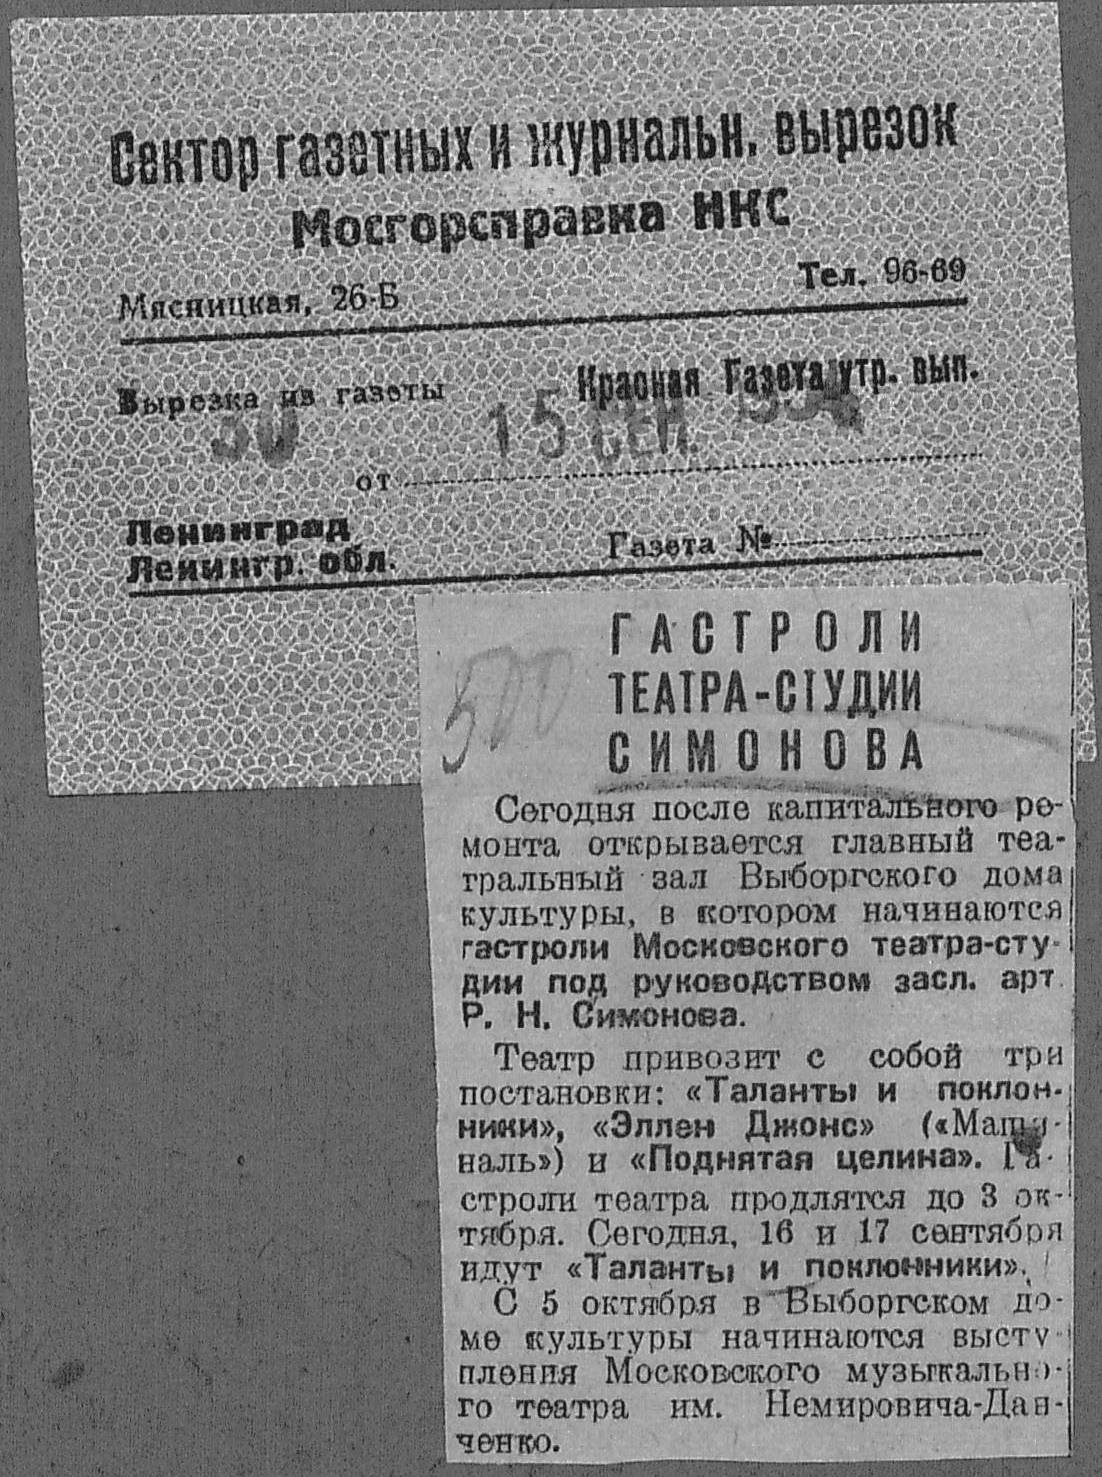 Сектор газетных и журнальн. вырезок
Мосгорсправка НКС
Мясницкая, 26-Б
Тел. 96-69
Вырезка из газеты
Красная Газета утр. вып.
30
15 СЕН. 193
от
Ленинград
Ленингр. обл.
Газета №
500
ГАСТРОЛИ
ТЕАТРА-СТУДИИ
СИМОНОВА
Сегодня после капитального ре-
монта открывается главный теа-
тральный зал Выборгского дома
культуры, в котором начинаются
гастроли Московского театра-сту-
дии под руководством засл. арт.
Р. Н. Симонова.
Театр привозит с собой три
постановки: «Таланты и поклон-
ники», «Эллен Джонс» («Маши-
наль») и «Поднятая целина». Га-
строли театра продлятся до 3 ок-
тября. Сегодня, 16 и 17 сентября
идут «Таланты и поклонники».
С 5 октября в Выборгском до-
ме культуры начинаются высту-
пления Московского музыкально-
го театра им. Немировича-Дан-
ченко.